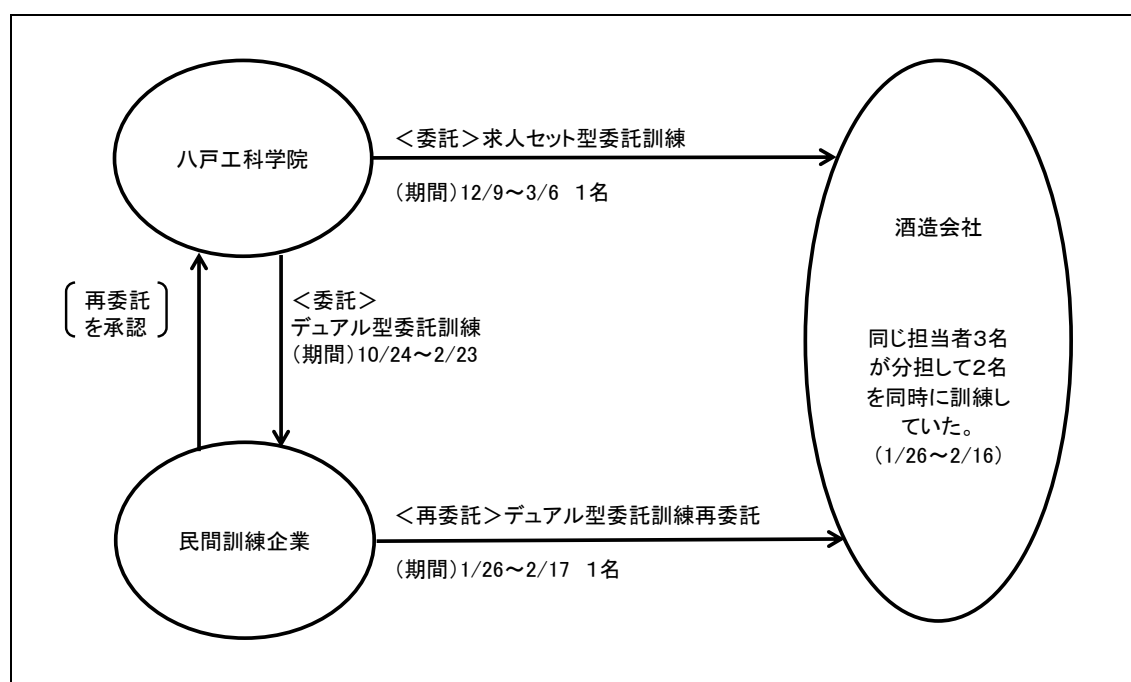 八戸工科学院
＜委託＞求人セット型委託訓練
（期間）12/9～3/6　1名
酒造会社
同じ担当者3名
が分担して2名
を同時に訓練し
ていた。
（1/26～2/16）
再委託
を承認
＜委託＞
デュアル型委託訓練
（期間）10/24～2/23
民間訓練企業
＜再委託＞デュアル型委託訓練再委託
（期間）1/26～2/17　1名